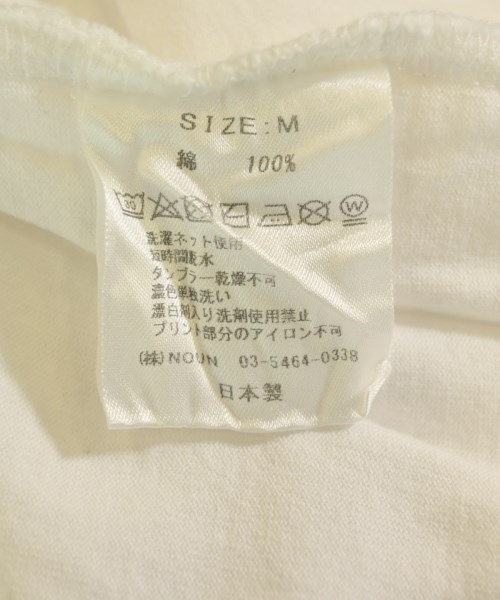 SIZE:M
綿 100%
30 W
洗濯ネット使用
短時間脱水
タンブラー乾燥不可
濃色単独洗い
漂白剤入り洗剤使用禁止
プリント部分のアイロン不可
(株)NOUN 03-5464-0338
日本製